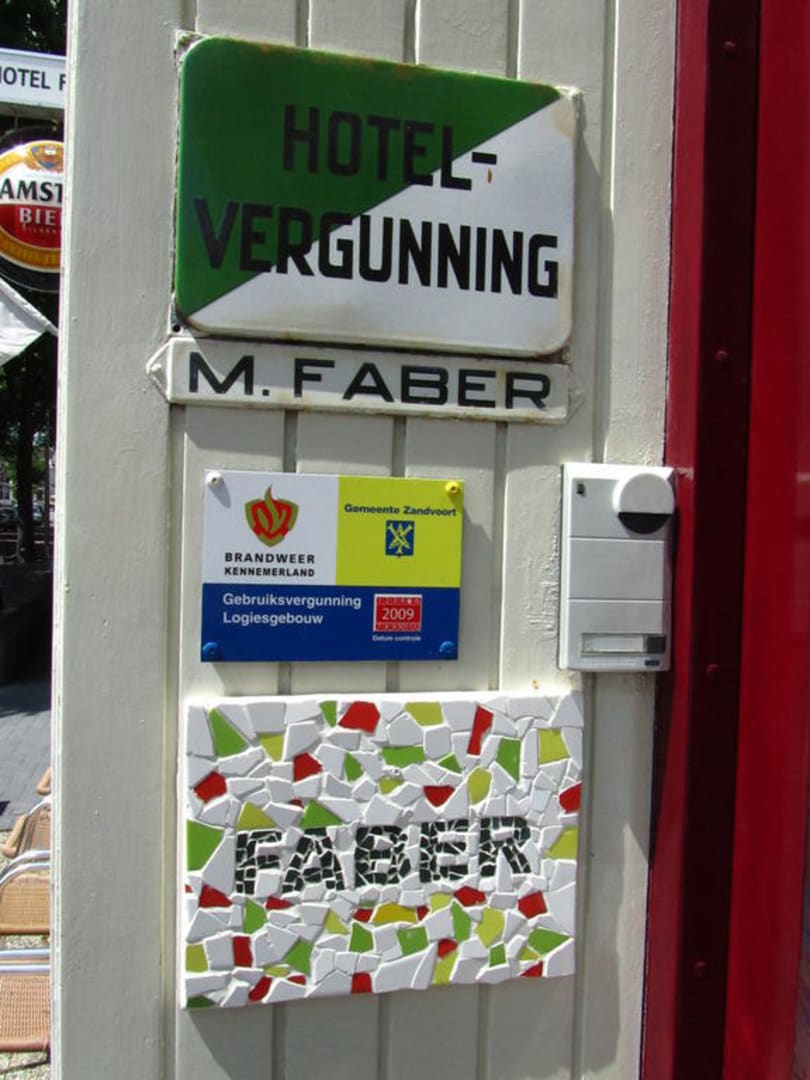 HOTEL
AMST
BIE
HOTEL-
VERGUNNING
M. FABER
BRANDWEER
KENNEMERLAND
Gemeente Zandvoort
Gebruiksvergunning
Logiesgebouw
2009
Datum controle
FABER